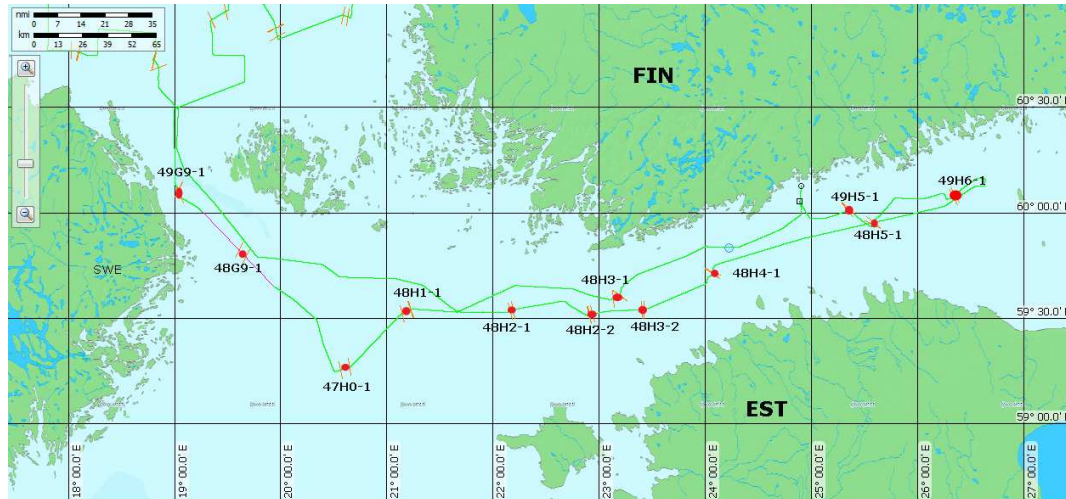 nmi 0 7 14 21 28 35
km 0 13 26 39 52 65
FIN
60° 30.0' E
49G9-1
49H6-1
49H5-1
60° 00.0' E
48H5-1
SWE
48G9-1
48H3-1
48H4-1
48H1-1
59° 30.0' E
48H2-1
48H2-2
48H3-2
47H0-1
EST
59° 00.0' E
18° 00.0' E
19° 00.0' E
20° 00.0' E
21° 00.0' E
22° 00.0' E
23° 00.0' E
24° 00.0' E
25° 00.0' E
26° 00.0' E
27° 00.0' E